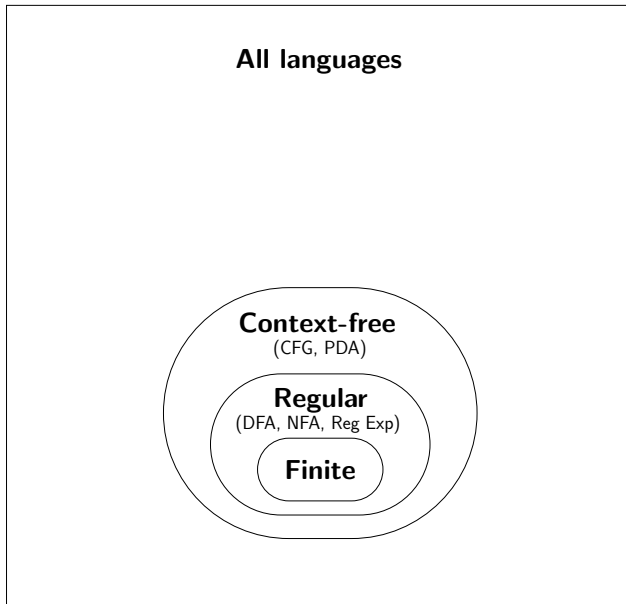 All languages
Context-free
(CFG, PDA)
Regular
(DFA, NFA, Reg Exp)
Finite